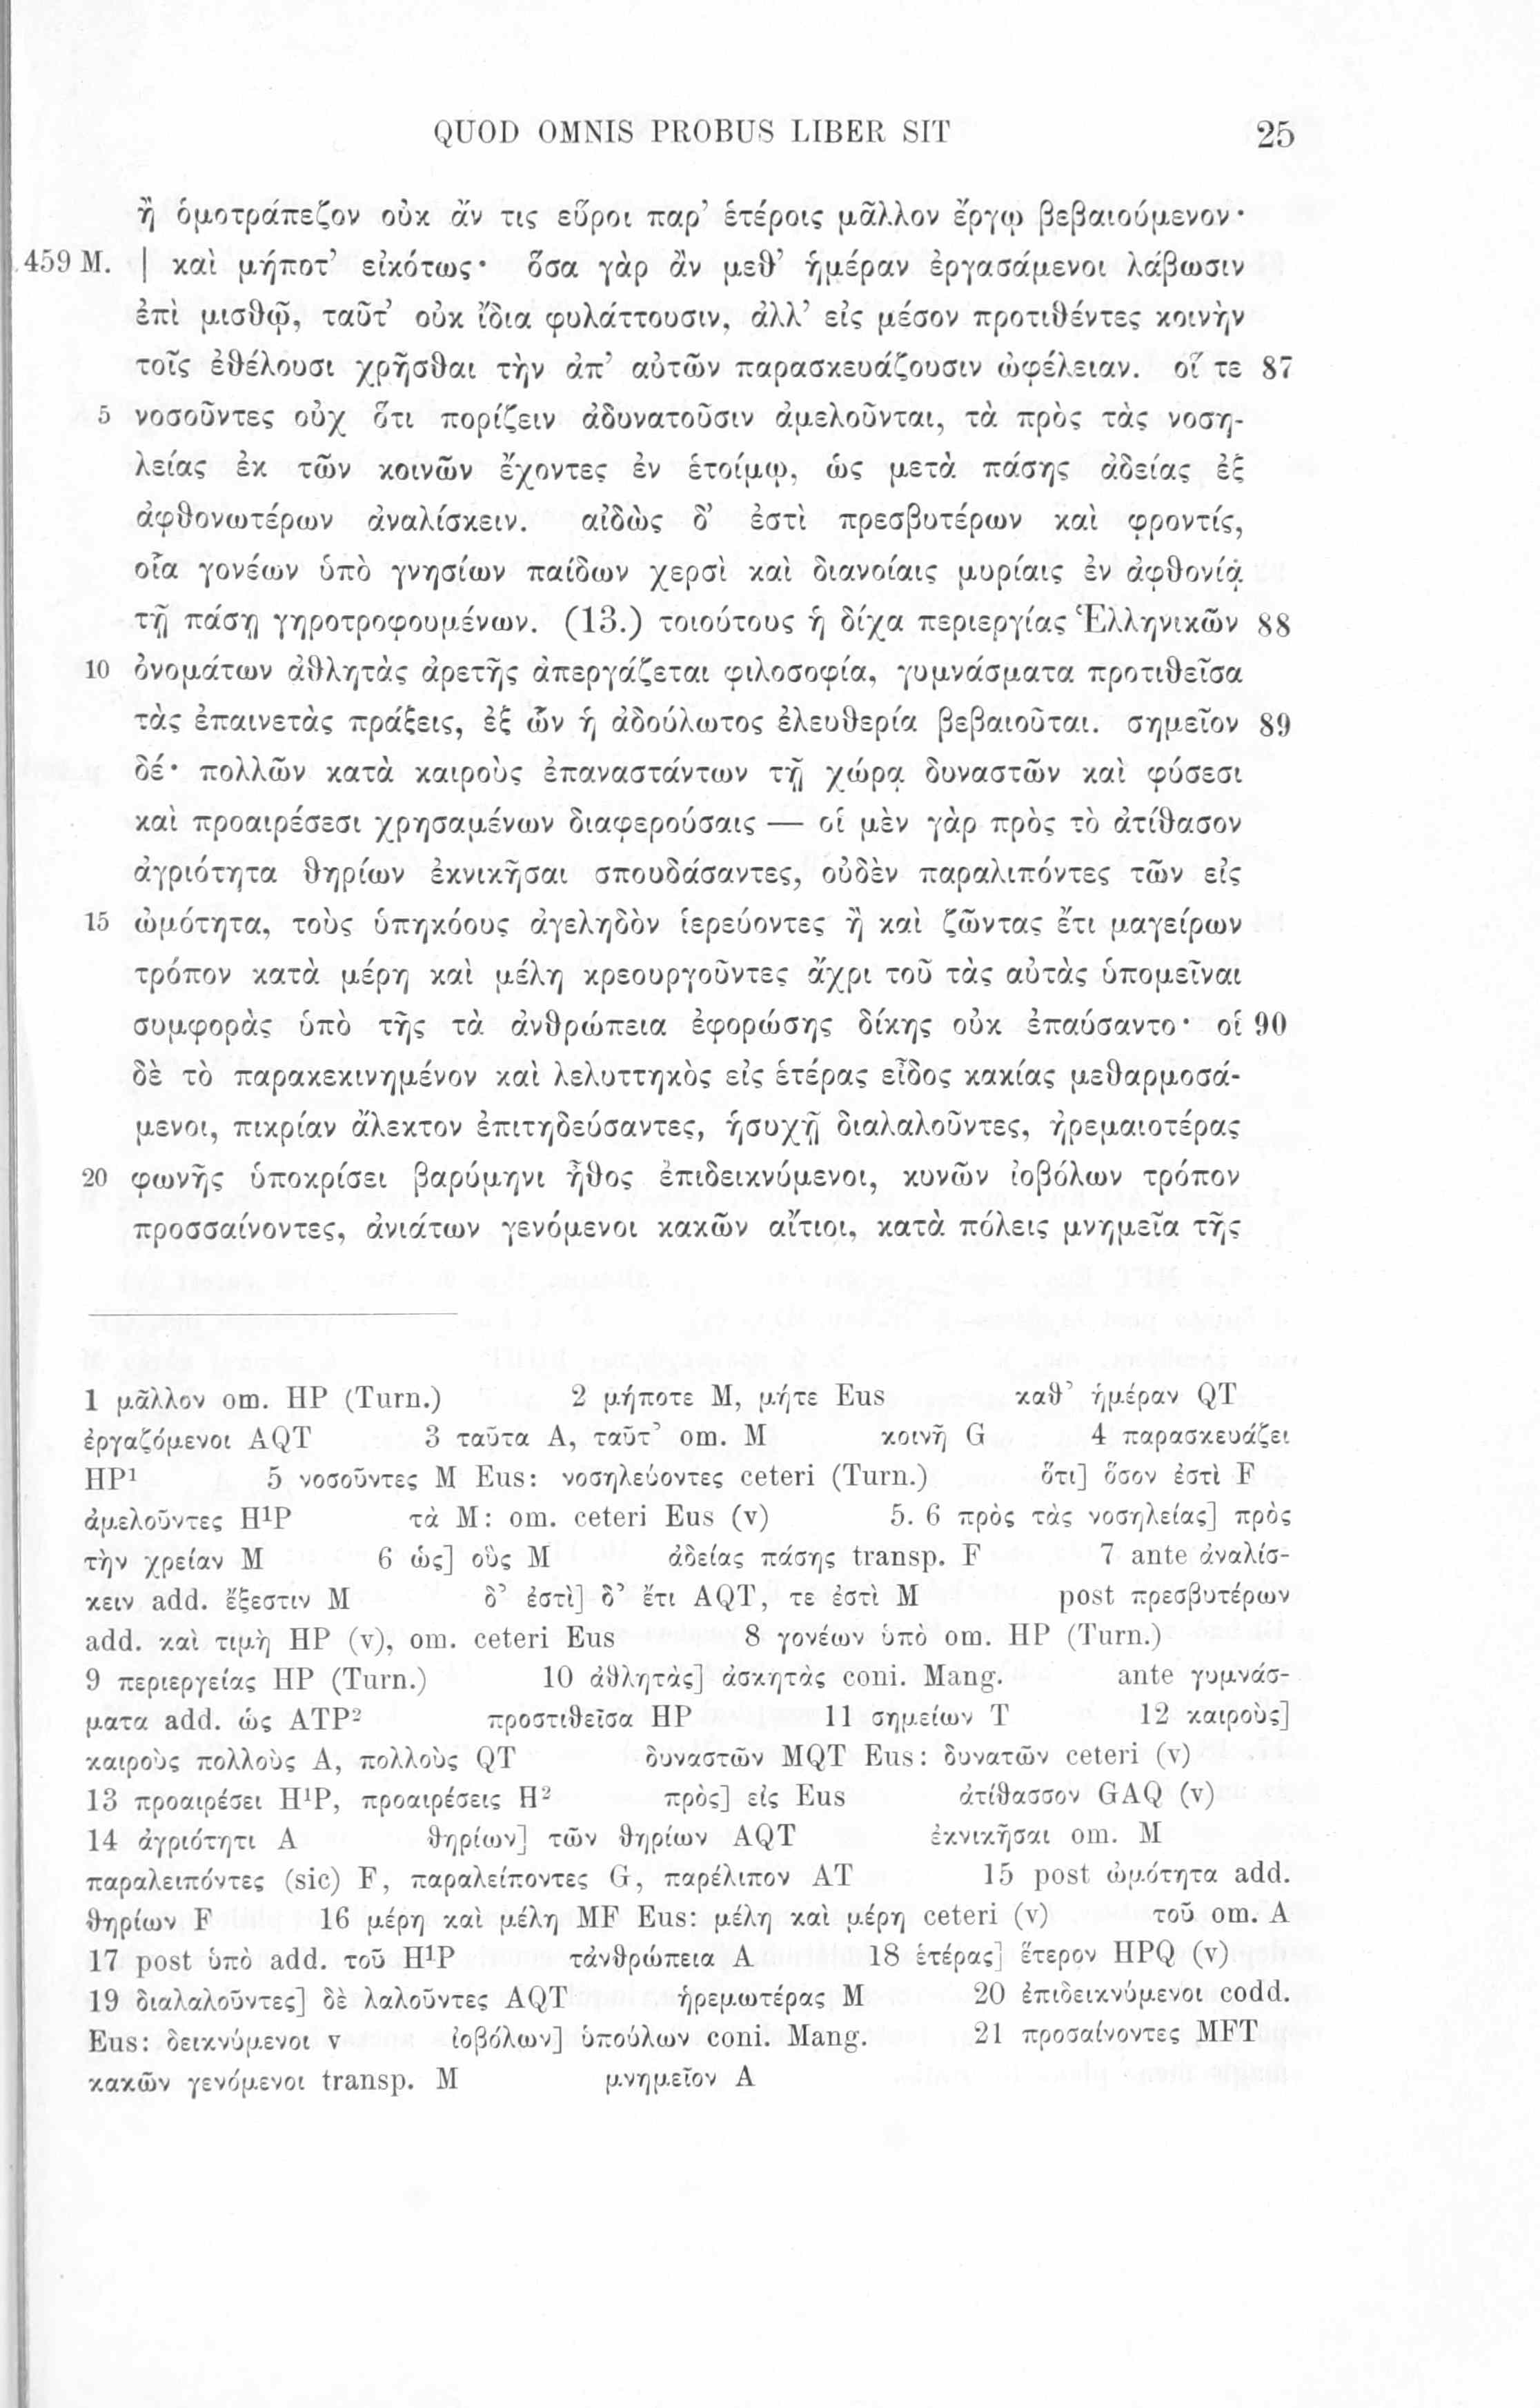 QUOD OMNIS PROBUS LIBER SIT 25
ἢ ὁμοτράπεζον οὐκ ἄν τις εὕροι παρ’ ἑτέροις μᾶλλον ἔργῳ βεβαιούμενον·
459 M. | καὶ μήποτ’ εἰκότως· ὅσα γὰρ ἂν μεθ’ ἡμέραν ἐργασάμενοι λάβωσιν
ἐπὶ μισθῷ, ταῦτ’ οὐκ ἴδια φυλάττουσιν, ἀλλ’ εἰς μέσον προτιθέντες κοινὴν
τοῖς ἐθέλουσι χρῆσθαι τὴν ἀπ’ αὐτῶν παρασκευάζουσιν ὠφέλειαν. οἵ τε 87
5 νοσοῦντες οὐχ ὅτι πορίζειν ἀδυνατοῦσιν ἀμελοῦνται, τὰ πρὸς τὰς νοση-
λείας ἐκ τῶν κοινῶν ἔχοντες ἐν ἑτοίμῳ, ὡς μετὰ πάσης ἀδείας ἐξ
ἀφθονωτέρων ἀναλίσκειν. αἰδὼς δ’ ἐστὶ πρεσβυτέρων καὶ φροντίς,
οἷα γονέων ὑπὸ γνησίων παίδων χερσὶ καὶ διανοίαις μυρίαις ἐν ἀφθονίᾳ
τῇ πάσῃ γηροτροφουμένων. (13.) τοιούτους ἡ δίχα περιεργίας Ἑλληνικῶν 88
10 ὀνομάτων ἀθλητὰς ἀρετῆς ἀπεργάζεται φιλοσοφία, γυμνάσματα προτιθεῖσα
τὰς ἐπαινετὰς πράξεις, ἐξ ὧν ἡ ἀδούλωτος ἐλευθερία βεβαιοῦται. σημεῖον 89
δέ· πολλῶν κατὰ καιροὺς ἐπαναστάντων τῇ χώρᾳ δυναστῶν καὶ φύσεσι
καὶ προαιρέσεσι χρησαμένων διαφερούσαις — οἱ μὲν γὰρ πρὸς τὸ ἀτίθασον
ἀγριότητα θηρίων ἐκνικῆσαι σπουδάσαντες, οὐδὲν παραλιπόντες τῶν εἰς
15 ὠμότητα, τοὺς ὑπηκόους ἀγεληδὸν ἱερεύοντες ἢ καὶ ζῶντας ἔτι μαγείρων
τρόπον κατὰ μέρη καὶ μέλη κρεουργοῦντες ἄχρι τοῦ τὰς αὐτὰς ὑπομεῖναι
συμφορὰς ὑπὸ τῆς τὰ ἀνθρώπεια ἐφορώσης δίκης οὐκ ἐπαύσαντο· οἱ 90
δὲ τὸ παρακεκινημένον καὶ λελυττηκὸς εἰς ἑτέρας εἶδος κακίας μεθαρμοσά-
μενοι, πικρίαν ἄλεκτον ἐπιτηδεύσαντες, ἡσυχῇ διαλαλοῦντες, ἠρεμαιοτέρας
20 φωνῆς ὑποκρίσει βαρύμηνι ἦθος ἐπιδεικνύμενοι, κυνῶν ἰοβόλων τρόπον
προσσαίνοντες, ἀνιάτων γενόμενοι κακῶν αἴτιοι, κατὰ πόλεις μνημεῖα τῆς
1 μᾶλλον om. HP (Turn.) 2 μήποτε M, μήτε Eus καθ’ ἡμέραν QT
ἐργαζόμενοι AQT 3 ταῦτα A, ταῦτ’ om. M κοινῇ G 4 παρασκευάζει
HP¹ 5 νοσοῦντες M Eus: νοσηλεύοντες ceteri (Turn.) ὅτι] ὅσον ἐστὶ F
ἀμελοῦντες H¹P τὰ M: om. ceteri Eus (v) 5. 6 πρὸς τὰς νοσηλείας] πρὸς
τὴν χρείαν M 6 ὡς] οὓς M ἀδείας πάσης transp. F 7 ante ἀναλίσ-
κειν add. ἔξεστιν M δ’ ἐστὶ] δ’ ἔτι AQT, τε ἐστὶ M post πρεσβυτέρων
add. καὶ τιμὴ HP (v), om. ceteri Eus 8 γονέων ὑπὸ om. HP (Turn.)
9 περιεργείας HP (Turn.) 10 ἀθλητὰς] ἀσκητὰς coni. Mang. ante γυμνάσ-
ματα add. ὡς ATP² προστιθεῖσα HP 11 σημείων T 12 καιροὺς]
καιροὺς πολλοὺς A, πολλοὺς QT δυναστῶν MQT Eus: δυνατῶν ceteri (v)
13 προαιρέσει H¹P, προαιρέσεις H² πρὸς] εἰς Eus ἀτίθασσον GAQ (v)
14 ἀγριότητι A θηρίων] τῶν θηρίων AQT ἐκνικῆσαι om. M
παραλειπόντες (sic) F, παραλείποντες G, παρέλιπον AT 15 post ὠμότητα add.
θηρίων F 16 μέρη καὶ μέλη MF Eus: μέλη καὶ μέρη ceteri (v) τοῦ om. A
17 post ὑπὸ add. τοῦ H¹P τἀνθρώπεια A 18 ἑτέρας] ἕτερον HPQ (v)
19 διαλαλοῦντες] δὲ λαλοῦντες AQT ἠρεμωτέρας M 20 ἐπιδεικνύμενοι codd.
Eus: δεικνύμενοι v ἰοβόλων] ὑπούλων coni. Mang. 21 προσαίνοντες MFT
κακῶν γενόμενοι transp. M μνημεῖον A